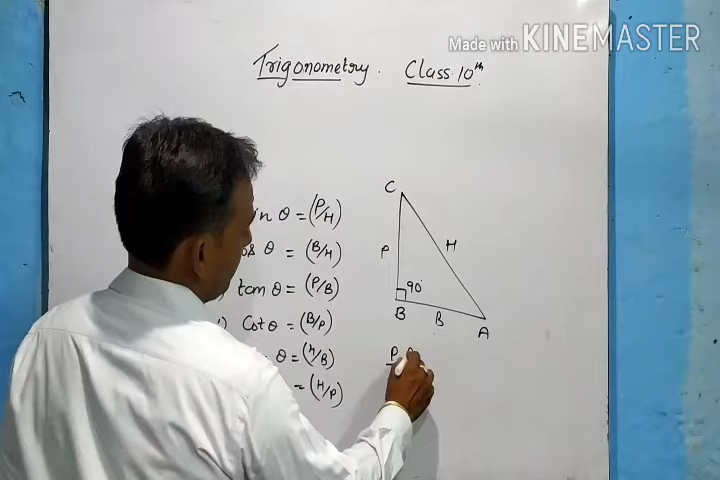 Made with KINEMASTER
Trigonometry. Class 10th
θ = (P/H)
θ = (B/H)
tan θ = (P/B)
Cot θ = (B/P)
θ = (H/B)
= (H/P)
C
P
H
90°
B
B
A
P